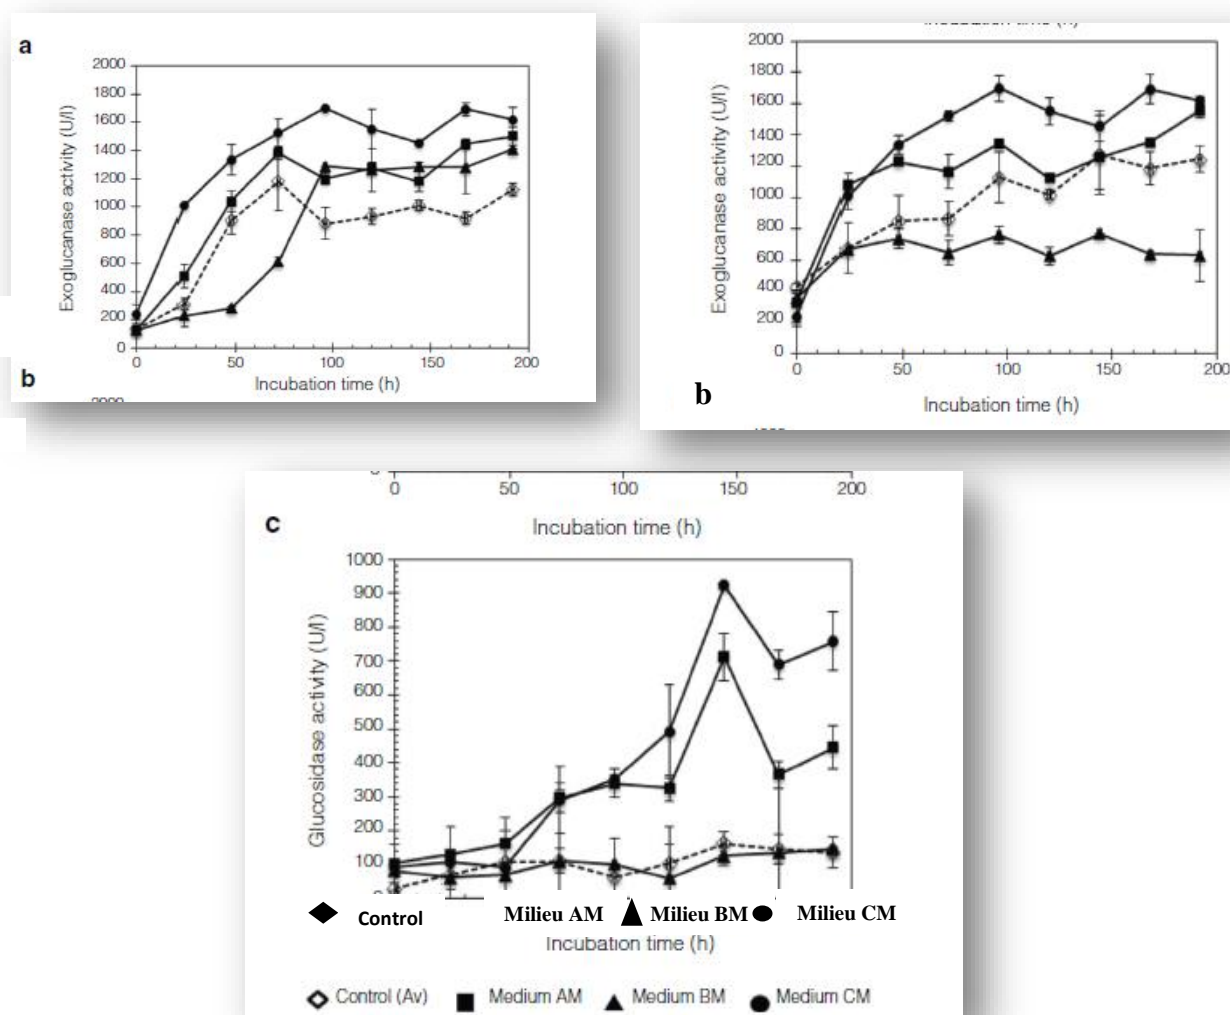 a
2000
1800
1600
1400
1200
1000
800
600
400
200
0
Exoglucanase activity (U/l)
0 50 100 150 200
Incubation time (h)
b
2000
1800
1600
1400
1200
1000
800
600
400
200
0
Exoglucanase activity (U/l)
0 50 100 150 200
b
Incubation time (h)
0 50 100 150 200
Incubation time (h)
c
1000
900
800
700
600
500
400
300
200
100
Glucosidase activity (U/l)
Control Milieu AM Milieu BM Milieu CM
Incubation time (h)
Control (Av) Medium AM Medium BM Medium CM